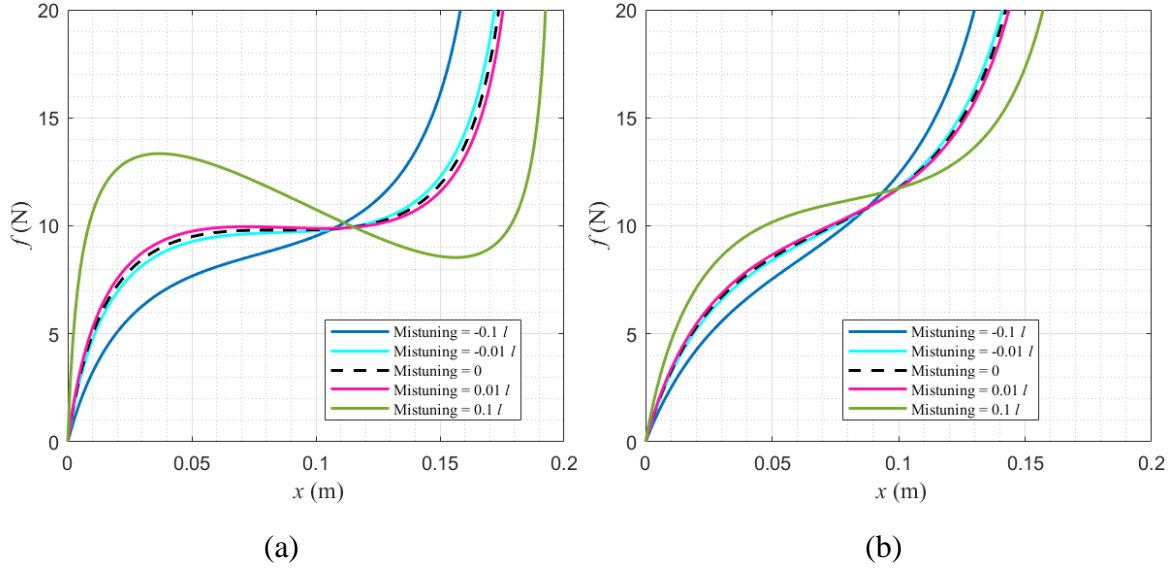 20
15
10
5
0
f (N)
0
0.05
0.1
0.15
0.2
x (m)
Mistuning = -0.1 l
Mistuning = -0.01 l
Mistuning = 0
Mistuning = 0.01 l
Mistuning = 0.1 l
(a)
20
15
10
5
0
f (N)
0
0.05
0.1
0.15
0.2
x (m)
Mistuning = -0.1 l
Mistuning = -0.01 l
Mistuning = 0
Mistuning = 0.01 l
Mistuning = 0.1 l
(b)